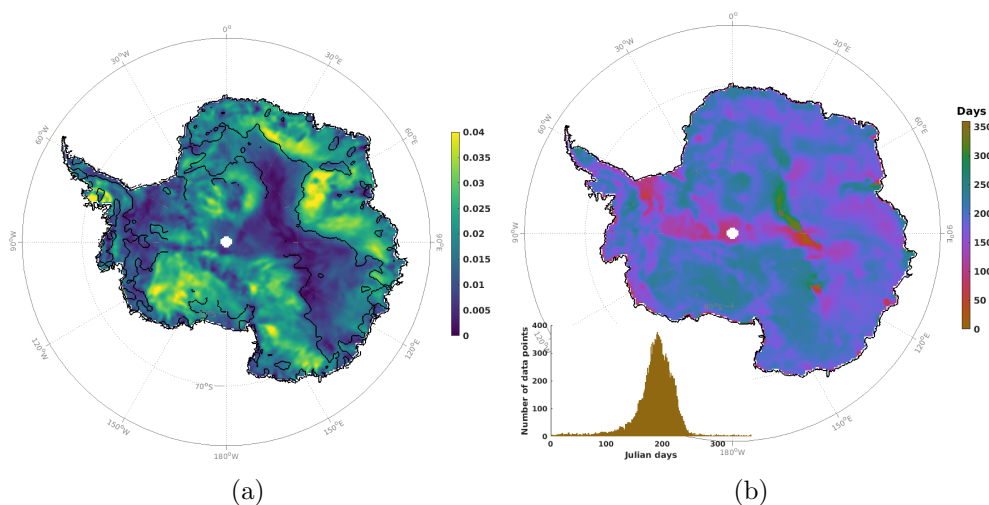 0°
30°W
30°E
60°W
60°E
90°W
90°E
120°W
120°E
150°W
150°E
180°W
70°S
0.04
0.035
0.03
0.025
0.02
0.015
0.01
0.005
0
(a)
0°
30°W
30°E
60°W
60°E
90°W
90°E
120°W
120°E
150°E
180°W
Days
350
300
250
200
150
100
50
0
Number of data points
400
300
200
100
0
0 100 200 300
Julian days
(b)